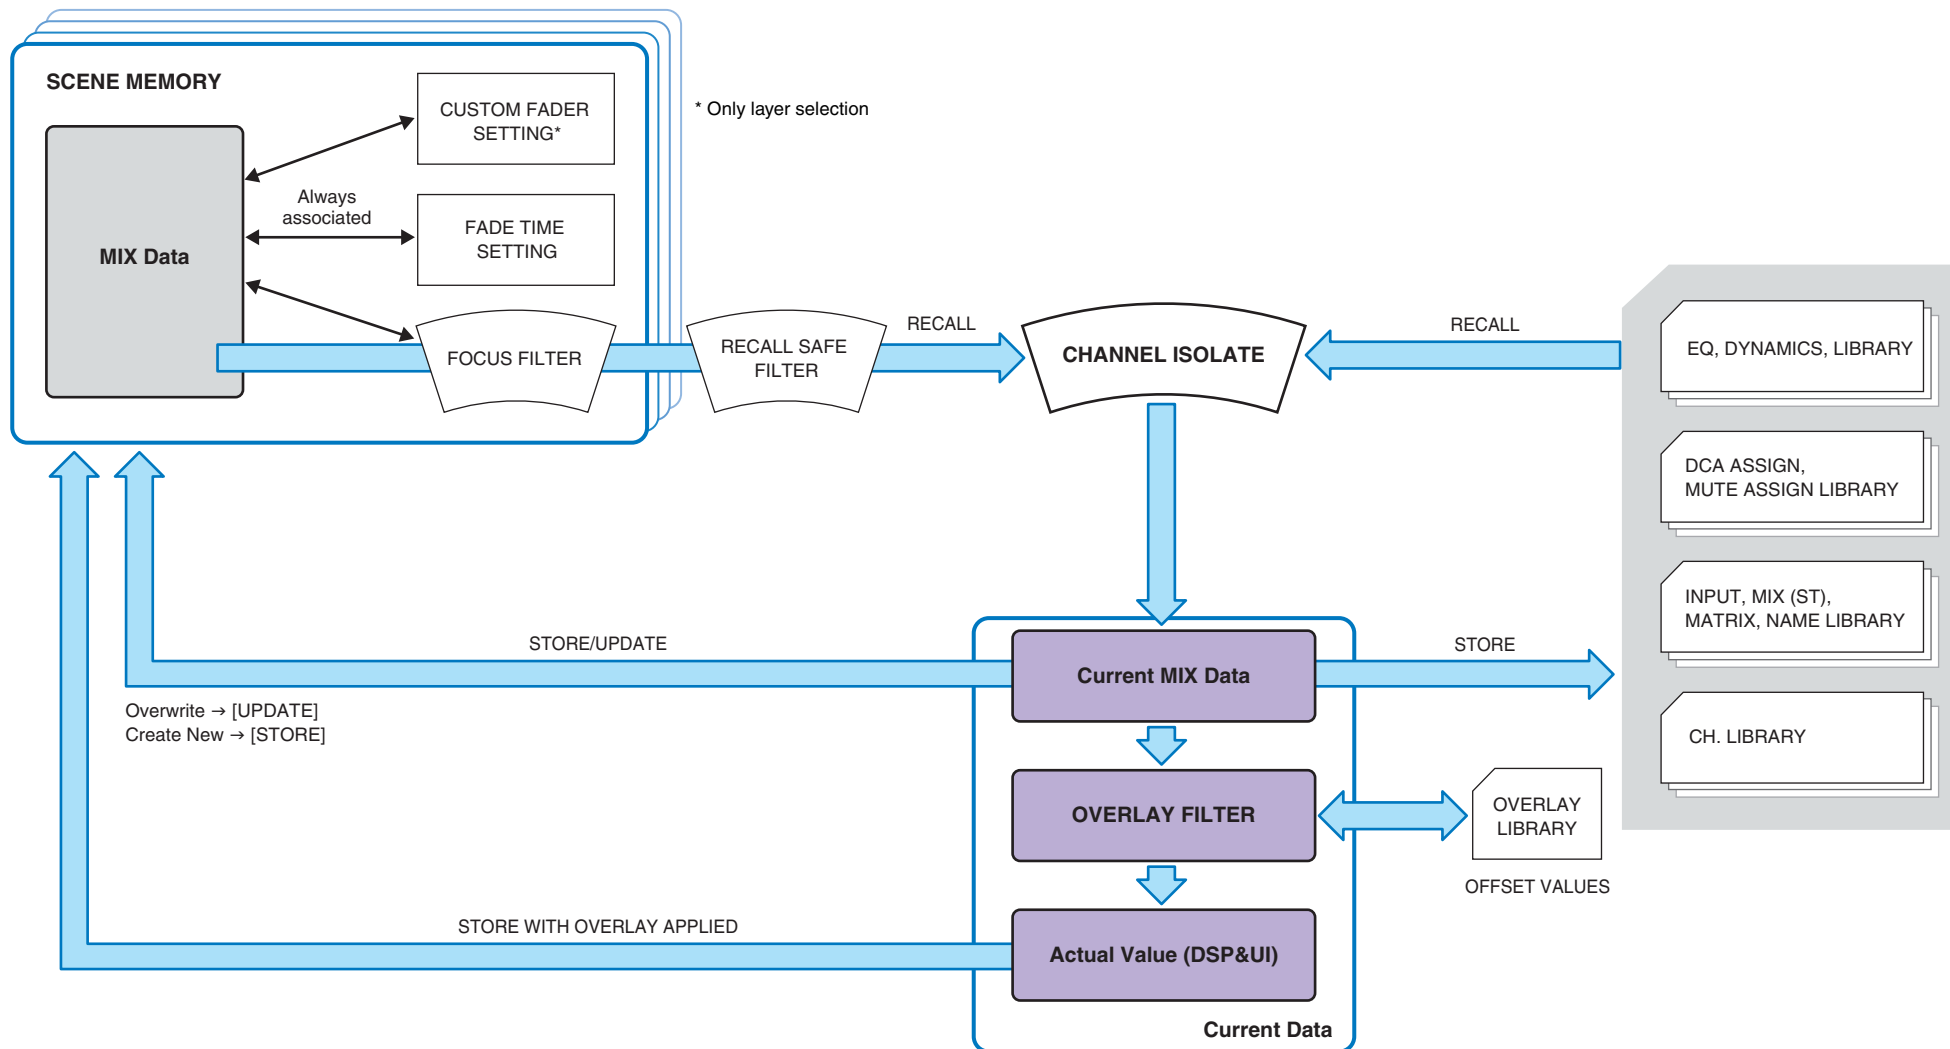 SCENE MEMORY
CUSTOM FADER
SETTING*
* Only layer selection
Always
associated
MIX Data
FADE TIME
SETTING
FOCUS FILTER
RECALL SAFE
FILTER
RECALL
CHANNEL ISOLATE
RECALL
EQ, DYNAMICS, LIBRARY
DCA ASSIGN,
MUTE ASSIGN LIBRARY
INPUT, MIX (ST),
MATRIX, NAME LIBRARY
CH. LIBRARY
STORE/UPDATE
Overwrite → [UPDATE]
Create New → [STORE]
Current MIX Data
STORE
OVERLAY FILTER
OVERLAY
LIBRARY
OFFSET VALUES
STORE WITH OVERLAY APPLIED
Actual Value (DSP&UI)
Current Data